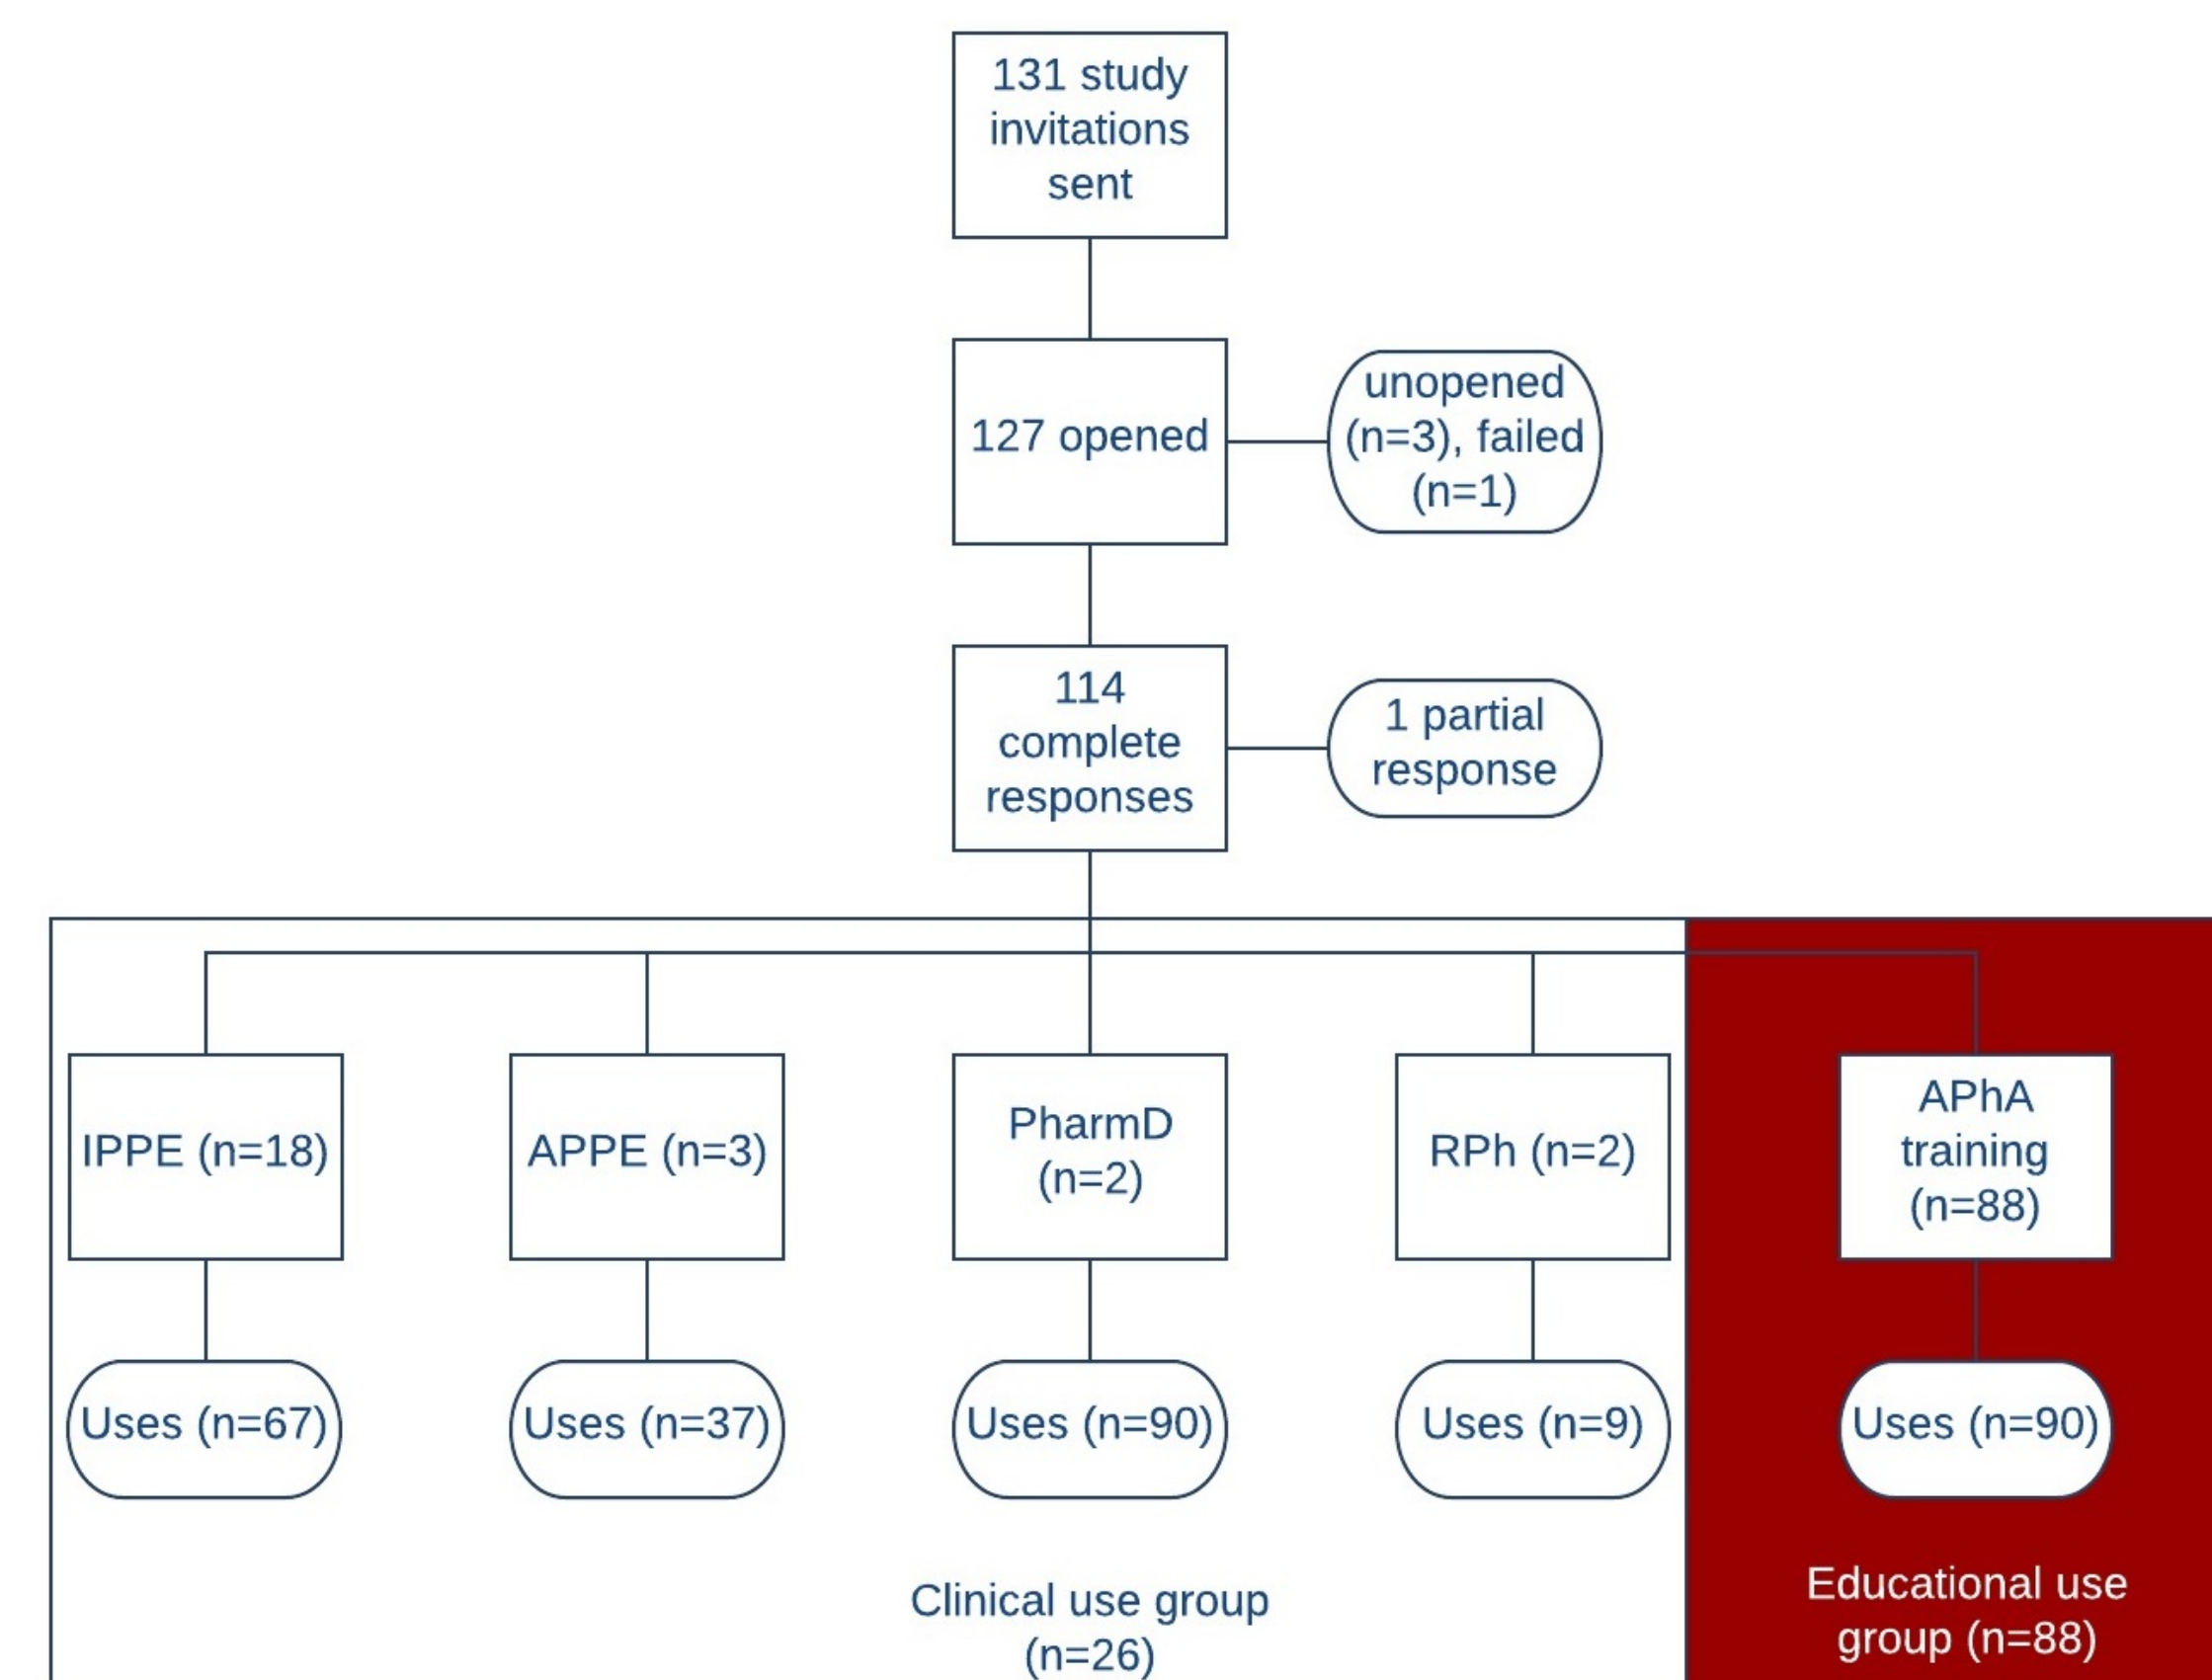 131 study
invitations
sent
127 opened
unopened
(n=3), failed
(n=1)
114
complete
responses
1 partial
response
IPPE (n=18)
APPE (n=3)
PharmD
(n=2)
RPh (n=2)
APhA
training
(n=88)
Uses (n=67)
Uses (n=37)
Uses (n=90)
Uses (n=9)
Uses (n=90)
Clinical use group
(n=26)
Educational use
group (n=88)